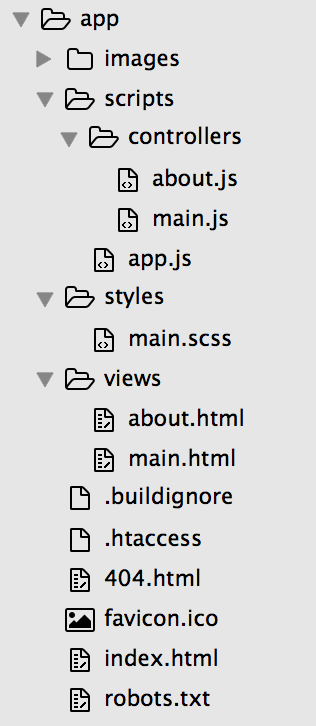 app
images
scripts
controllers
about.js
main.js
app.js
styles
main.scss
views
about.html
main.html
.buildignore
.htaccess
404.html
favicon.ico
index.html
robots.txt